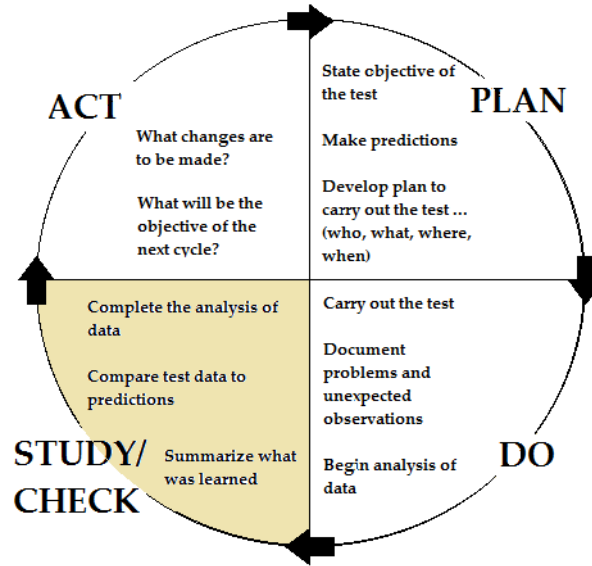 ACT
What changes are
to be made?
What will be the
objective of the
next cycle?
PLAN
State objective of
the test
Make predictions
Develop plan to
carry out the test ...
(who, what, where,
when)
DO
Carry out the test
Document
problems and
unexpected
observations
Begin analysis of
data
STUDY/
CHECK
Complete the analysis of
data
Compare test data to
predictions
Summarize what
was learned